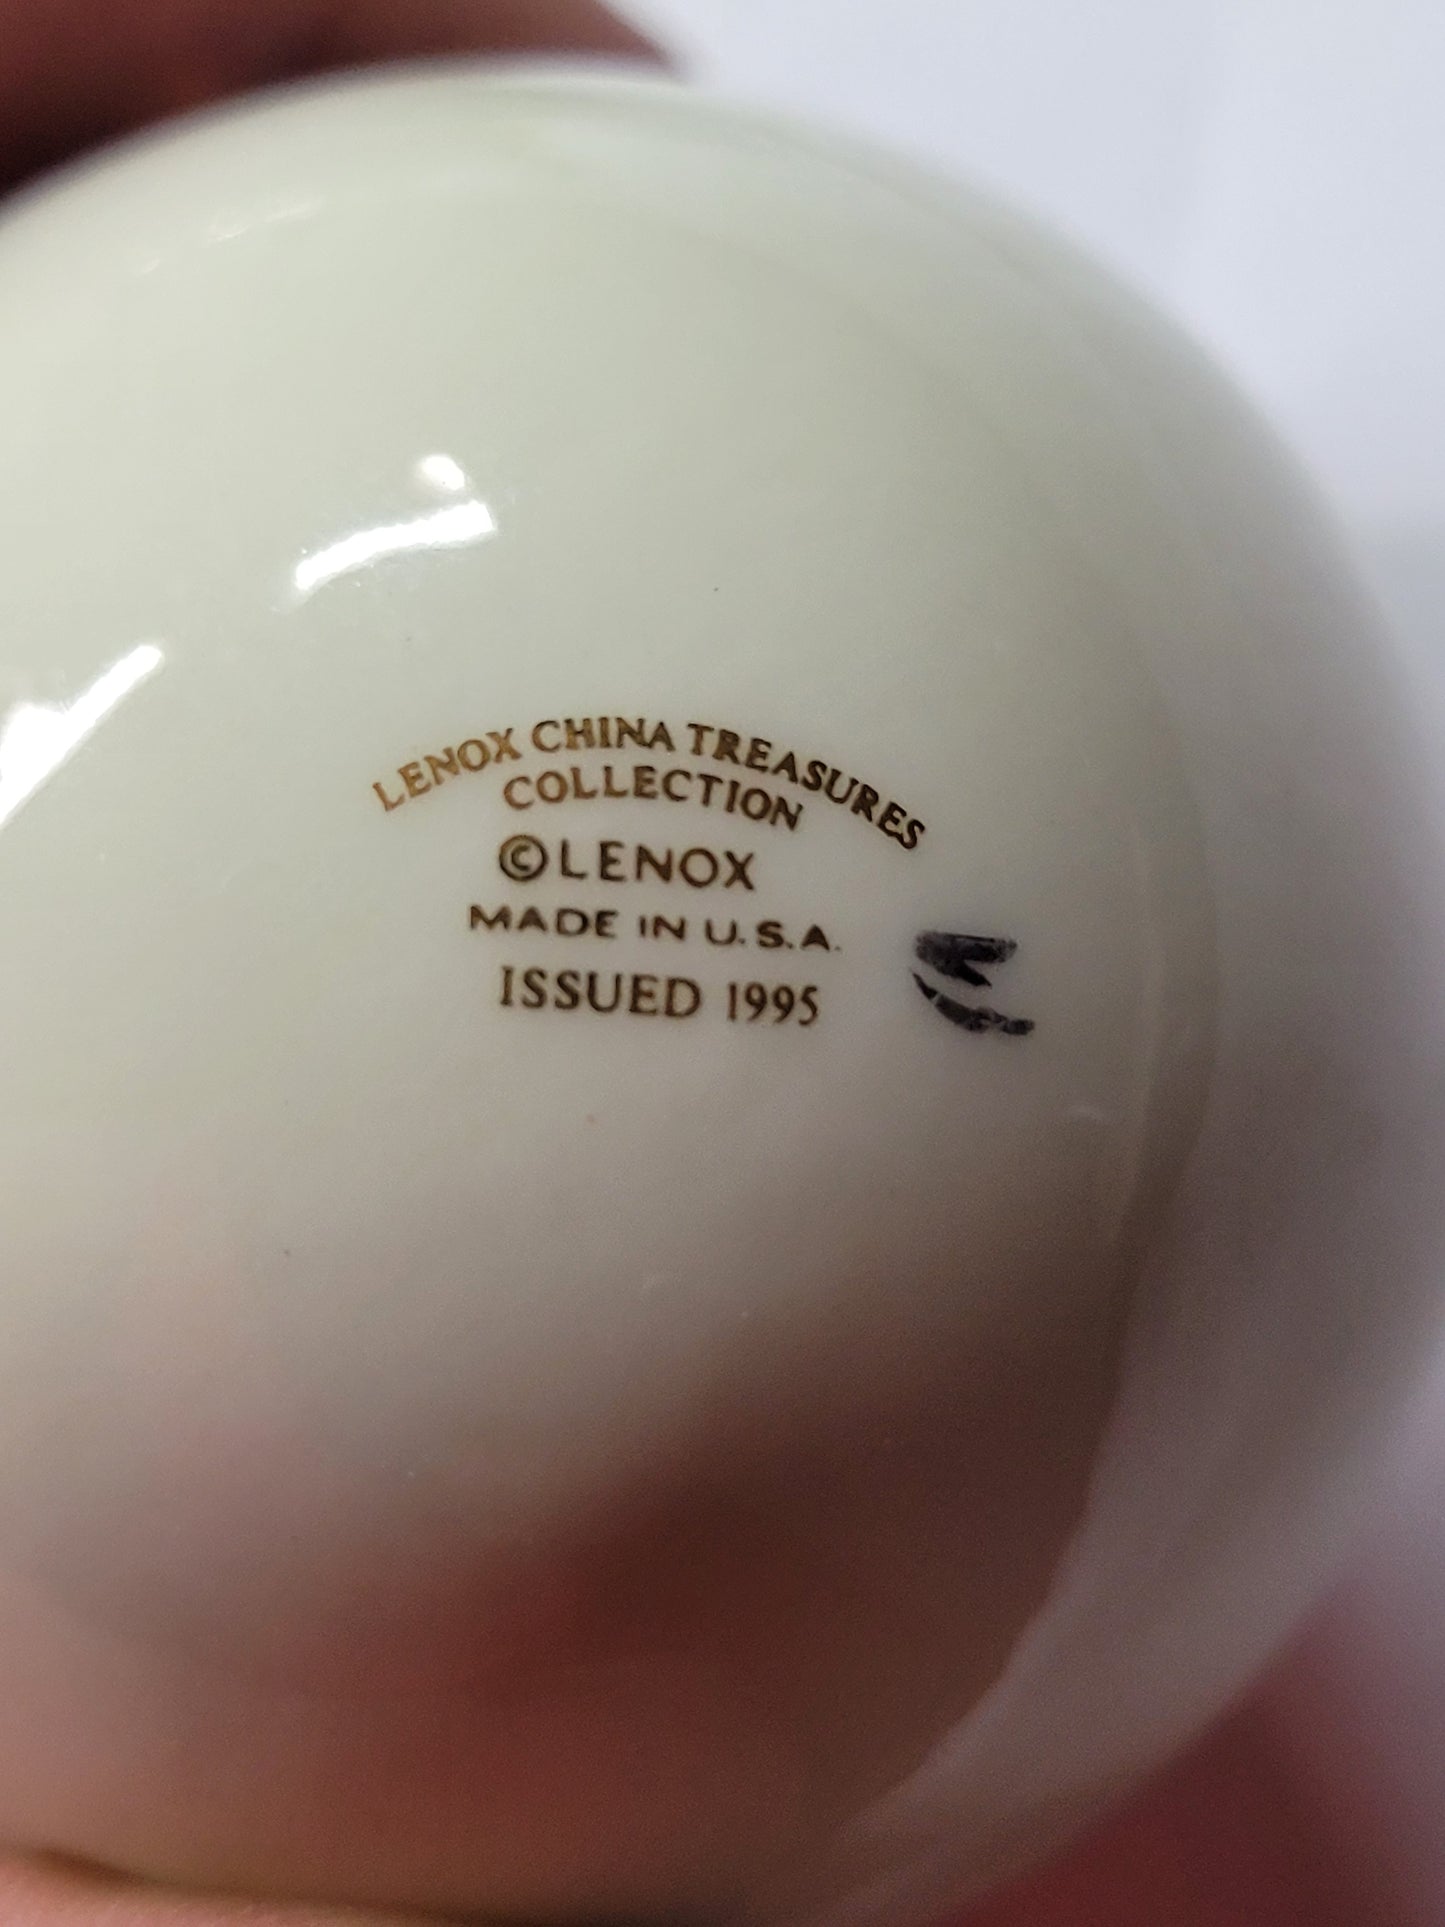 LENOX CHINA TREASURES
COLLECTION
©LENOX
MADE IN U.S.A.
ISSUED 1995